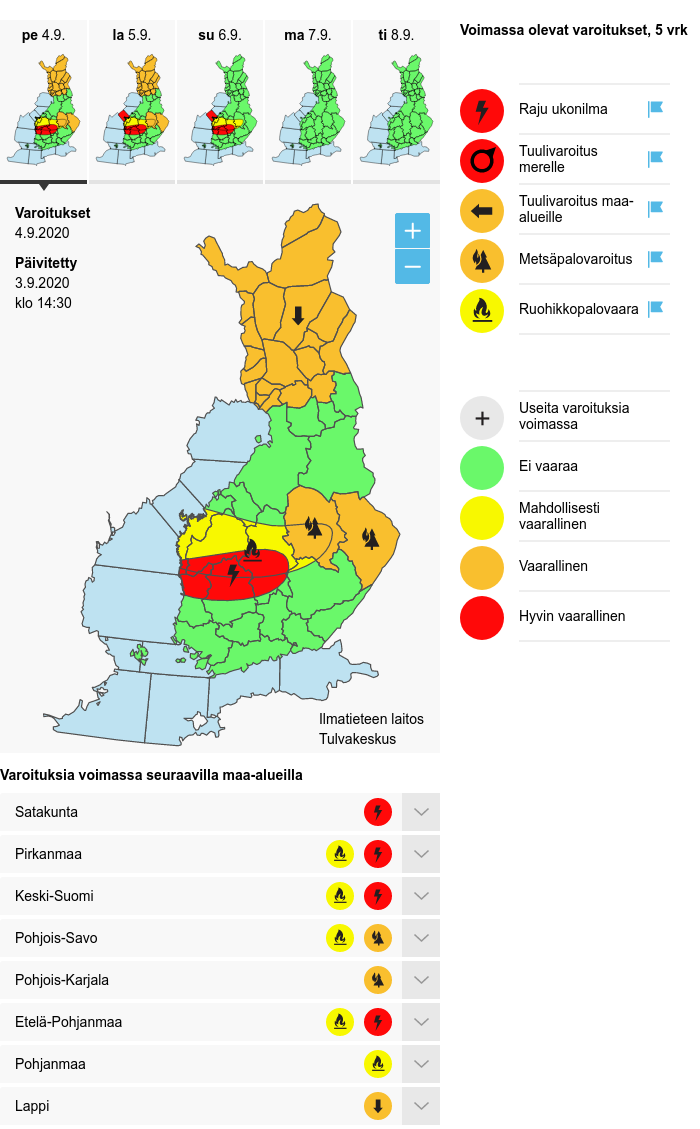 pe 4.9.
la 5.9.
su 6.9.
ma 7.9.
ti 8.9.
Varoitukset
4.9.2020
Päivitetty
3.9.2020
klo 14:30
+
−
Ilmatieteen laitos
Tulvakeskus
Voimassa olevat varoitukset, 5 vrk
Raju ukonilma
Tuulivaroitus
merelle
Tuulivaroitus maa-
alueille
Metsäpalovaroitus
Ruohikkopalovaara
+
Useita varoituksia
voimassa
Ei vaaraa
Mahdollisesti
vaarallinen
Vaarallinen
Hyvin vaarallinen
Varoituksia voimassa seuraavilla maa-alueilla
Satakunta
Pirkanmaa
Keski-Suomi
Pohjois-Savo
Pohjois-Karjala
Etelä-Pohjanmaa
Pohjanmaa
Lappi